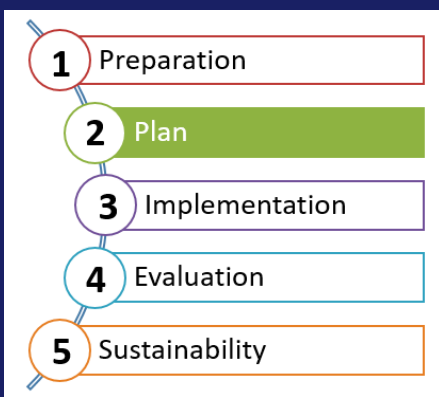 1 Preparation
2 Plan
3 Implementation
4 Evaluation
5 Sustainability